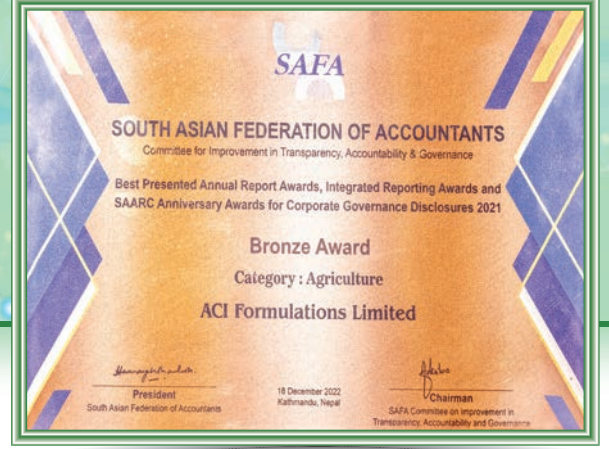 SAFA
SOUTH ASIAN FEDERATION OF ACCOUNTANTS
Committee for Improvement in Transparency, Accountability & Governance
Best Presented Annual Report Awards, Integrated Reporting Awards and
SAARC Anniversary Awards for Corporate Governance Disclosures 2021
Bronze Award
Category : Agriculture
ACI Formulations Limited
President
South Asian Federation of Accountants
18 December 2022
Kathmandu, Nepal
Chairman
SAFA Committee on Improvement in
Transparency, Accountability and Governance